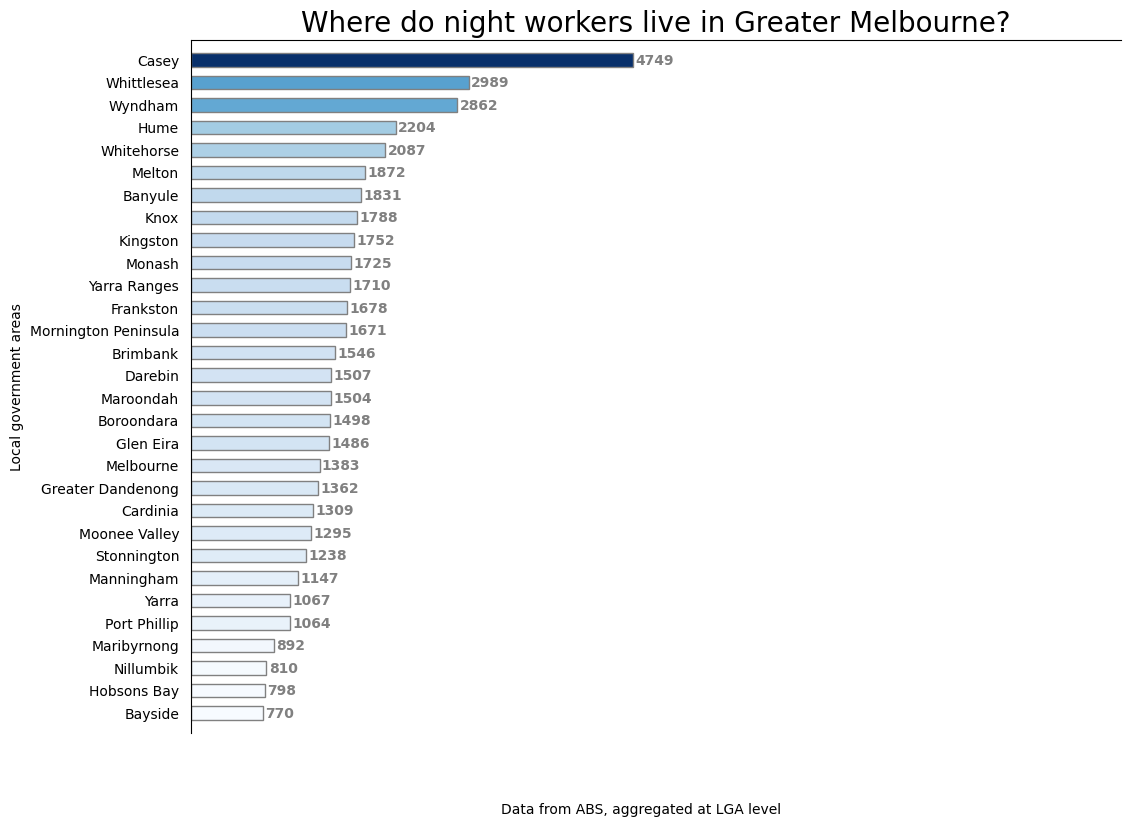 Where do night workers live in Greater Melbourne?
Casey 4749
Whittlesea 2989
Wyndham 2862
Hume 2204
Whitehorse 2087
Melton 1872
Banyule 1831
Knox 1788
Kingston 1752
Monash 1725
Yarra Ranges 1710
Frankston 1678
Mornington Peninsula 1671
Brimbank 1546
Darebin 1507
Maroondah 1504
Boroondara 1498
Glen Eira 1486
Melbourne 1383
Greater Dandenong 1362
Cardinia 1309
Moonee Valley 1295
Stonnington 1238
Manningham 1147
Yarra 1067
Port Phillip 1064
Maribyrnong 892
Nillumbik 810
Hobsons Bay 798
Bayside 770
Local government areas
Data from ABS, aggregated at LGA level